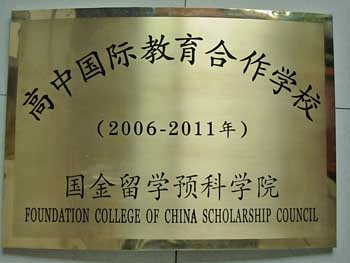 高中国际教育合作学校
(2006-2011年)
国金留学预科学院
FOUNDATION COLLEGE OF CHINA SCHOLARSHIP COUNCIL